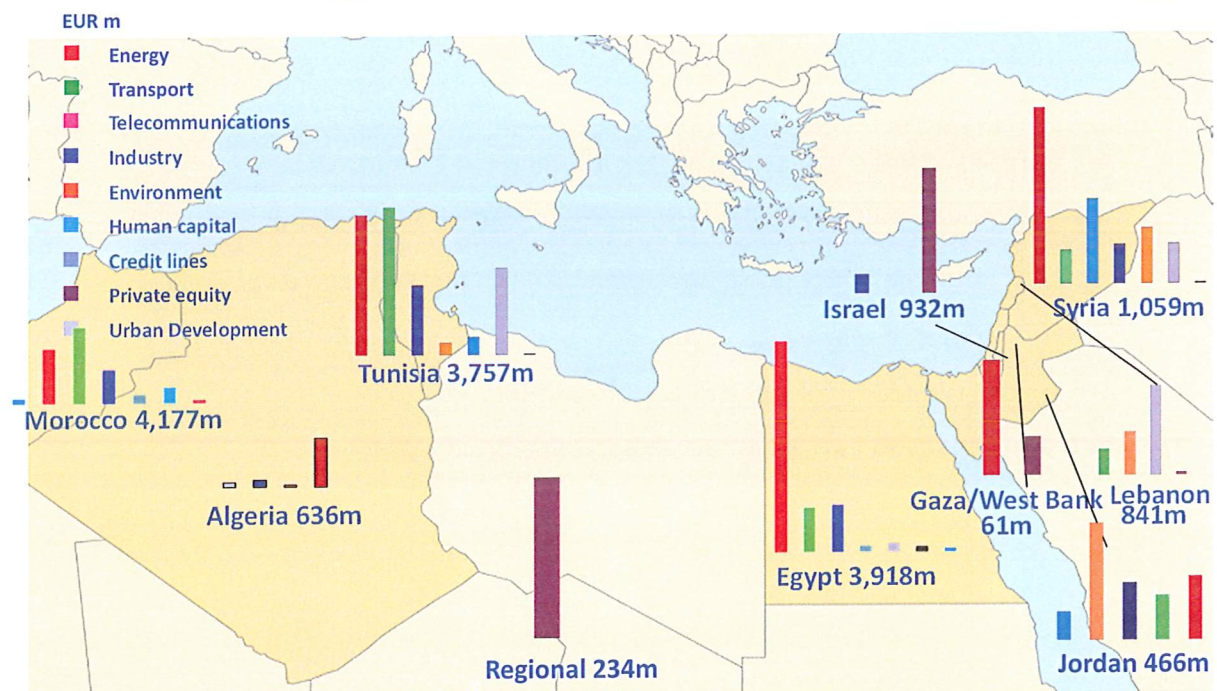 EUR m
Energy
Transport
Telecommunications
Industry
Environment
Human capital
Credit lines
Private equity
Urban Development
Israel 932m
Syria 1,059m
Tunisia 3,757m
Morocco 4,177m
Gaza/West Bank
61m
Lebanon
841m
Algeria 636m
Egypt 3,918m
Regional 234m
Jordan 466m